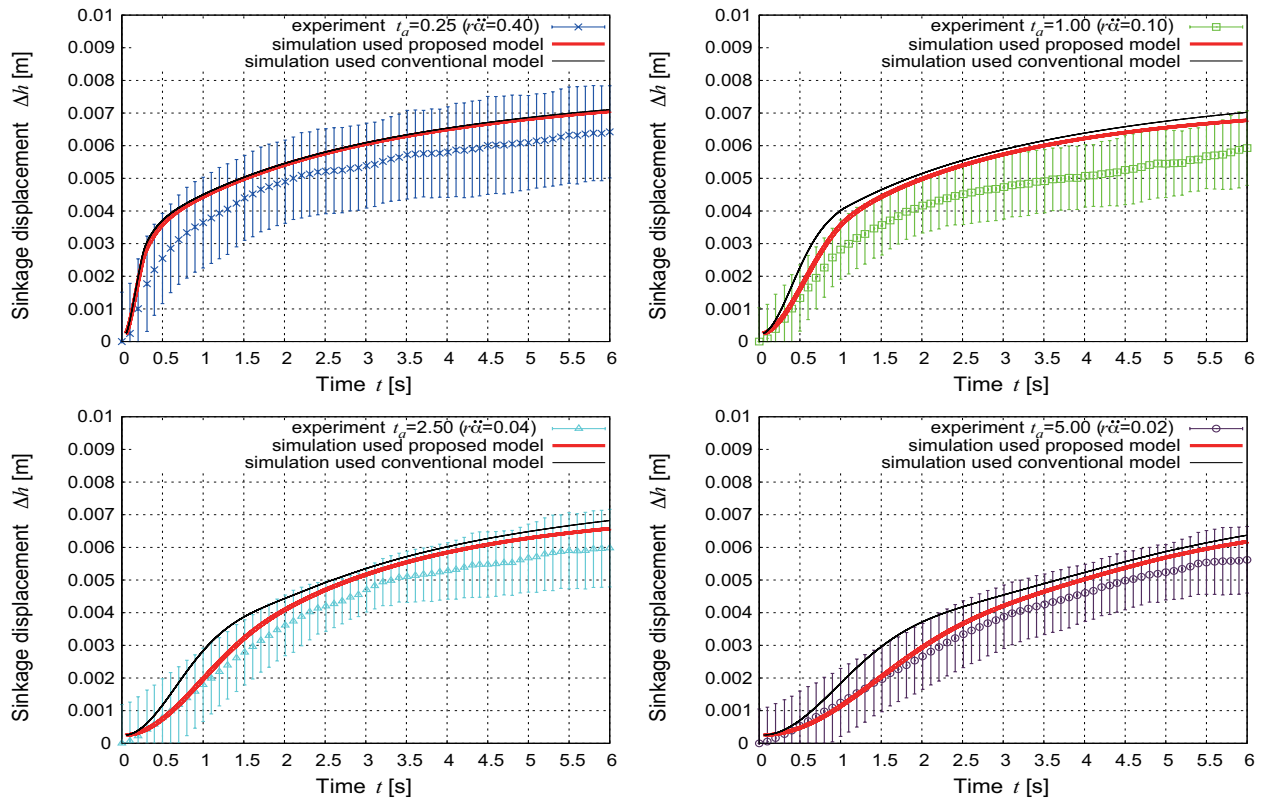 experiment tₐ=0.25 (rα̈=0.40)
simulation used proposed model
simulation used conventional model
Sinkage displacement Δh [m]
0.01
0.009
0.008
0.007
0.006
0.005
0.004
0.003
0.002
0.001
0
0 0.5 1 1.5 2 2.5 3 3.5 4 4.5 5 5.5 6
Time t [s]
experiment tₐ=1.00 (rα̈=0.10)
simulation used proposed model
simulation used conventional model
Sinkage displacement Δh [m]
0.01
0.009
0.008
0.007
0.006
0.005
0.004
0.003
0.002
0.001
0
0 0.5 1 1.5 2 2.5 3 3.5 4 4.5 5 5.5 6
Time t [s]
experiment tₐ=2.50 (rα̈=0.04)
simulation used proposed model
simulation used conventional model
Sinkage displacement Δh [m]
0.01
0.009
0.008
0.007
0.006
0.005
0.004
0.003
0.002
0.001
0
0 0.5 1 1.5 2 2.5 3 3.5 4 4.5 5 5.5 6
Time t [s]
experiment tₐ=5.00 (rα̈=0.02)
simulation used proposed model
simulation used conventional model
Sinkage displacement Δh [m]
0.01
0.009
0.008
0.007
0.006
0.005
0.004
0.003
0.002
0.001
0
0 0.5 1 1.5 2 2.5 3 3.5 4 4.5 5 5.5 6
Time t [s]